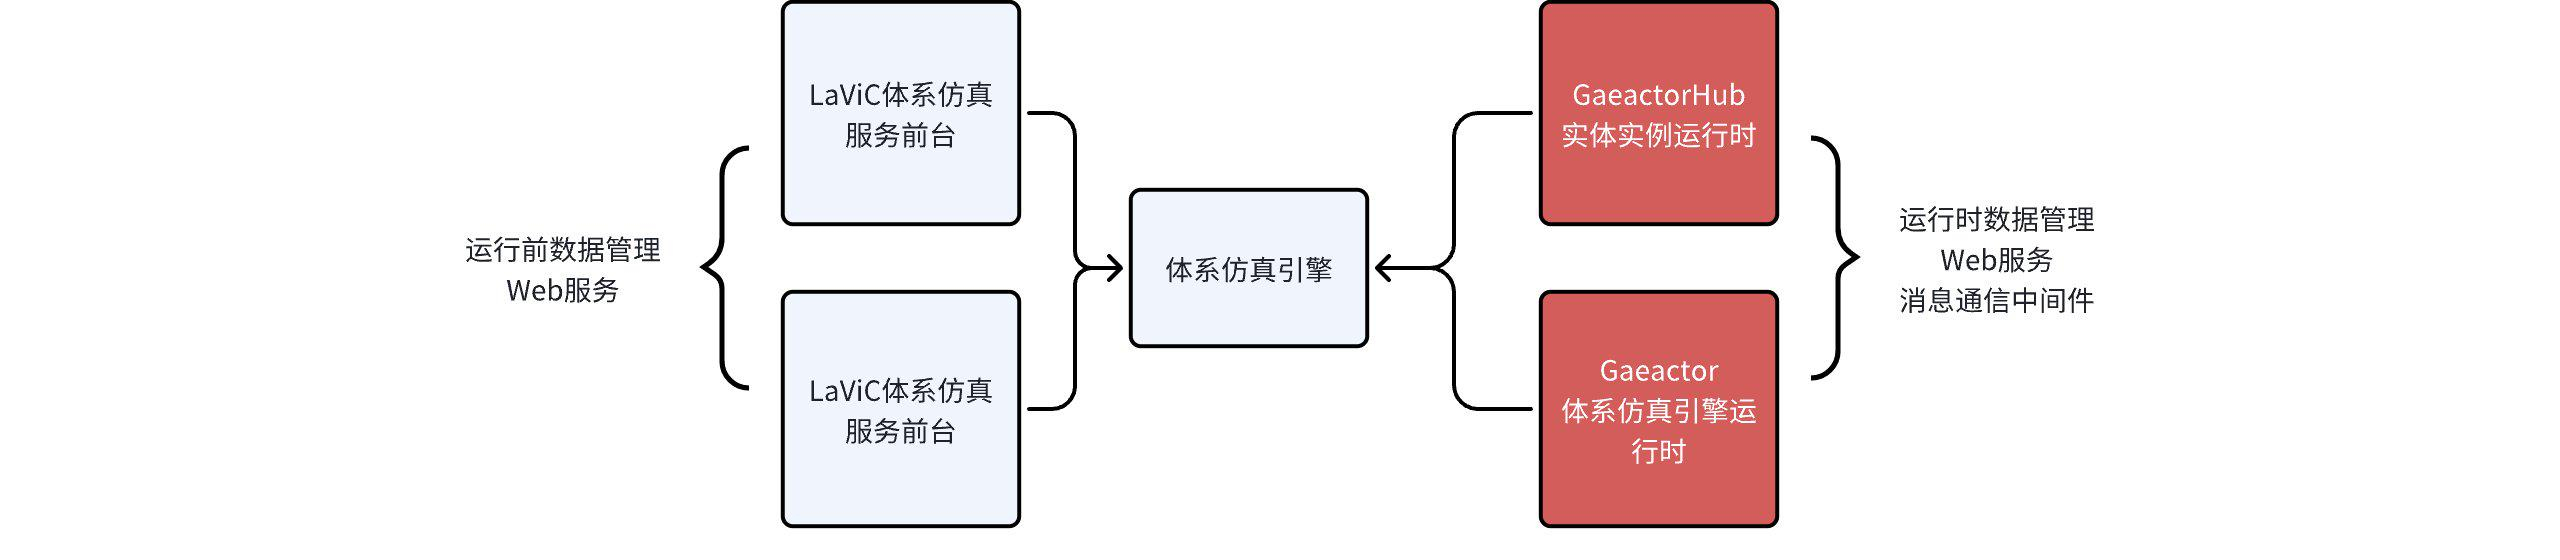 运行前数据管理
Web服务
LaViC体系仿真
服务前台
LaViC体系仿真
服务前台
体系仿真引擎
GaeactorHub
实体实例运行时
Gaeactor
体系仿真引擎运
行时
运行时数据管理
Web服务
消息通信中间件